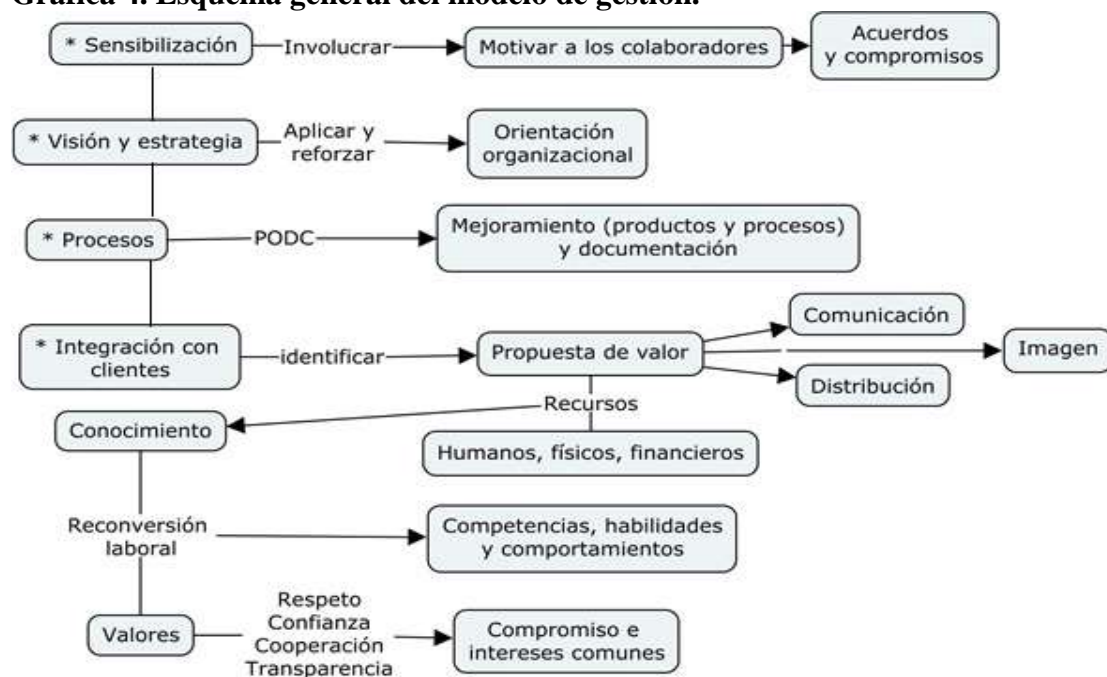 Gráfica 4. Esquema general del modelo de gestión.
* Sensibilización
Involucrar
Motivar a los colaboradores
Acuerdos
y compromisos
* Visión y estrategia
Aplicar y
reforzar
Orientación
organizacional
* Procesos
PODC
Mejoramiento (productos y procesos)
y documentación
* Integración con
clientes
identificar
Propuesta de valor
Comunicación
Imagen
Distribución
Recursos
Conocimiento
Humanos, físicos, financieros
Reconversión
laboral
Competencias, habilidades
y comportamientos
Valores
Respeto
Confianza
Cooperación
Transparencia
Compromiso e
intereses comunes